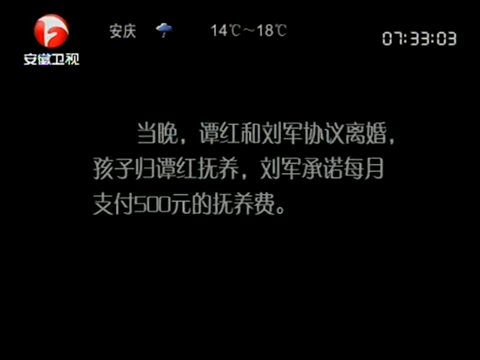 安庆 14℃～18℃ 07:33:03
安徽卫视
当晚，谭红和刘军协议离婚，
孩子归谭红抚养，刘军承诺每月
支付500元的抚养费。